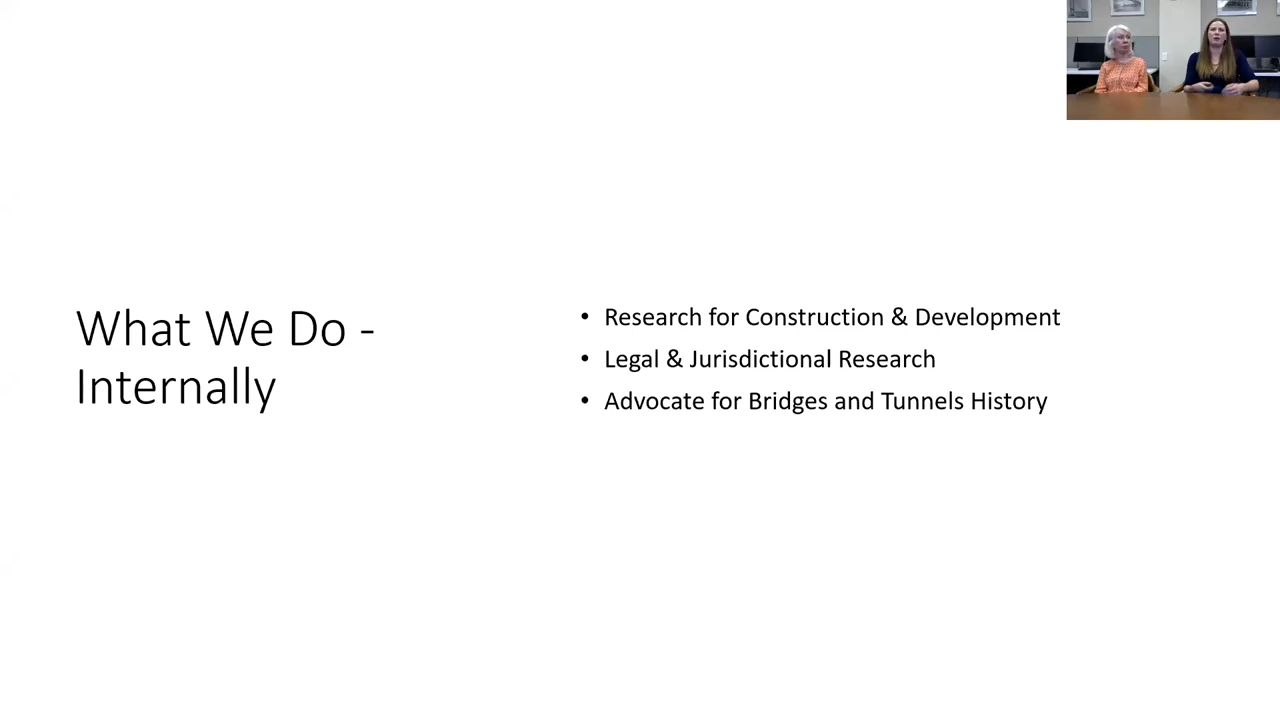 What We Do -
Internally
• Research for Construction & Development
• Legal & Jurisdictional Research
• Advocate for Bridges and Tunnels History